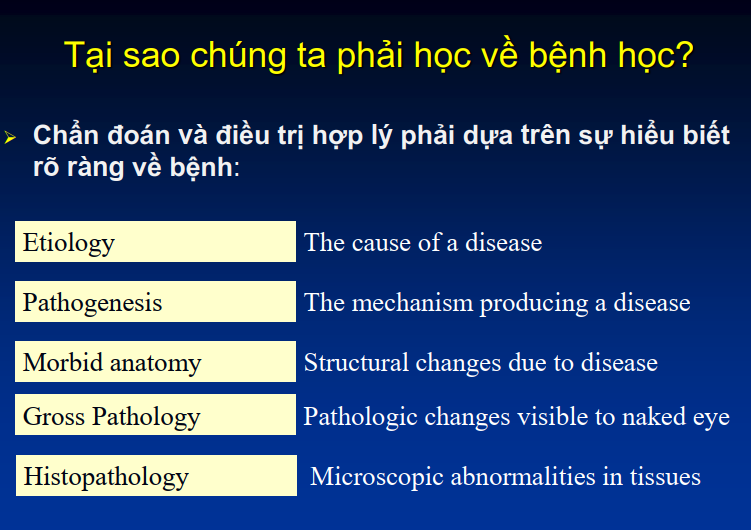 Tại sao chúng ta phải học về bệnh học?
Chẩn đoán và điều trị hợp lý phải dựa trên sự hiểu biết
rõ ràng về bệnh:
Etiology The cause of a disease
Pathogenesis The mechanism producing a disease
Morbid anatomy Structural changes due to disease
Gross Pathology Pathologic changes visible to naked eye
Histopathology Microscopic abnormalities in tissues